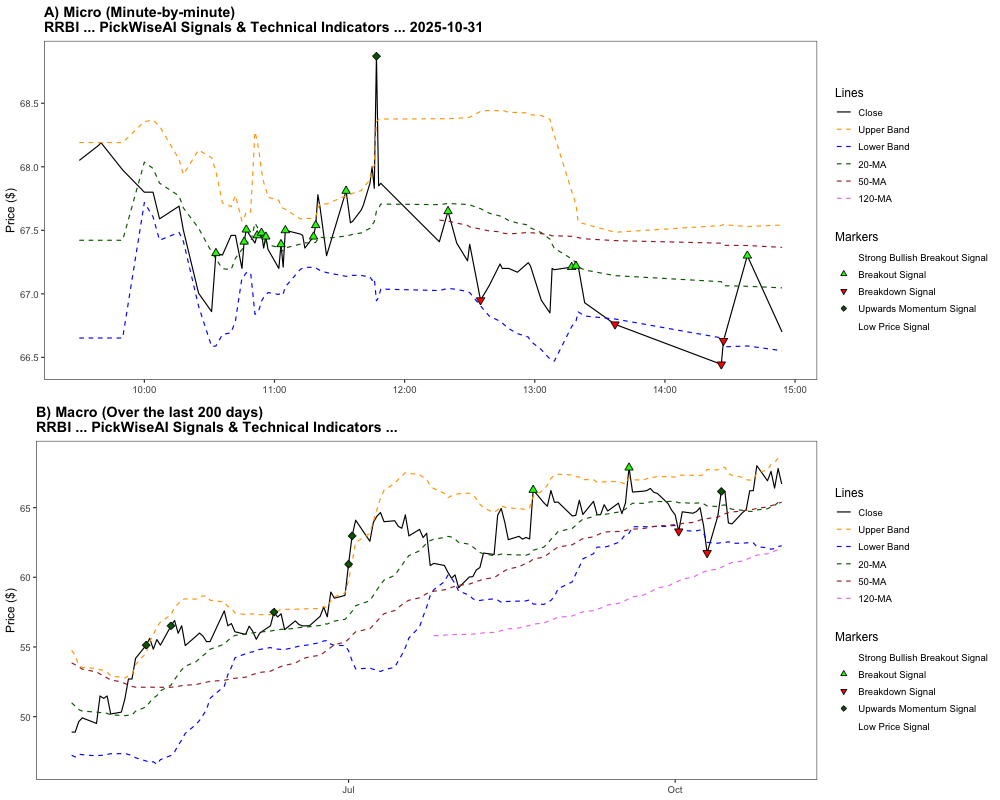 A) Micro (Minute-by-minute)
RRBI ... PickWiseAI Signals & Technical Indicators ... 2025-10-31
Price ($)
68.5
68.0
67.5
67.0
66.5
10:00
11:00
12:00
13:00
14:00
15:00
Lines
Close
Upper Band
Lower Band
20-MA
50-MA
120-MA
Markers
Strong Bullish Breakout Signal
Breakout Signal
Breakdown Signal
Upwards Momentum Signal
Low Price Signal
B) Macro (Over the last 200 days)
RRBI ... PickWiseAI Signals & Technical Indicators ...
Price ($)
65
60
55
50
Jul
Oct
Lines
Close
Upper Band
Lower Band
20-MA
50-MA
120-MA
Markers
Strong Bullish Breakout Signal
Breakout Signal
Breakdown Signal
Upwards Momentum Signal
Low Price Signal